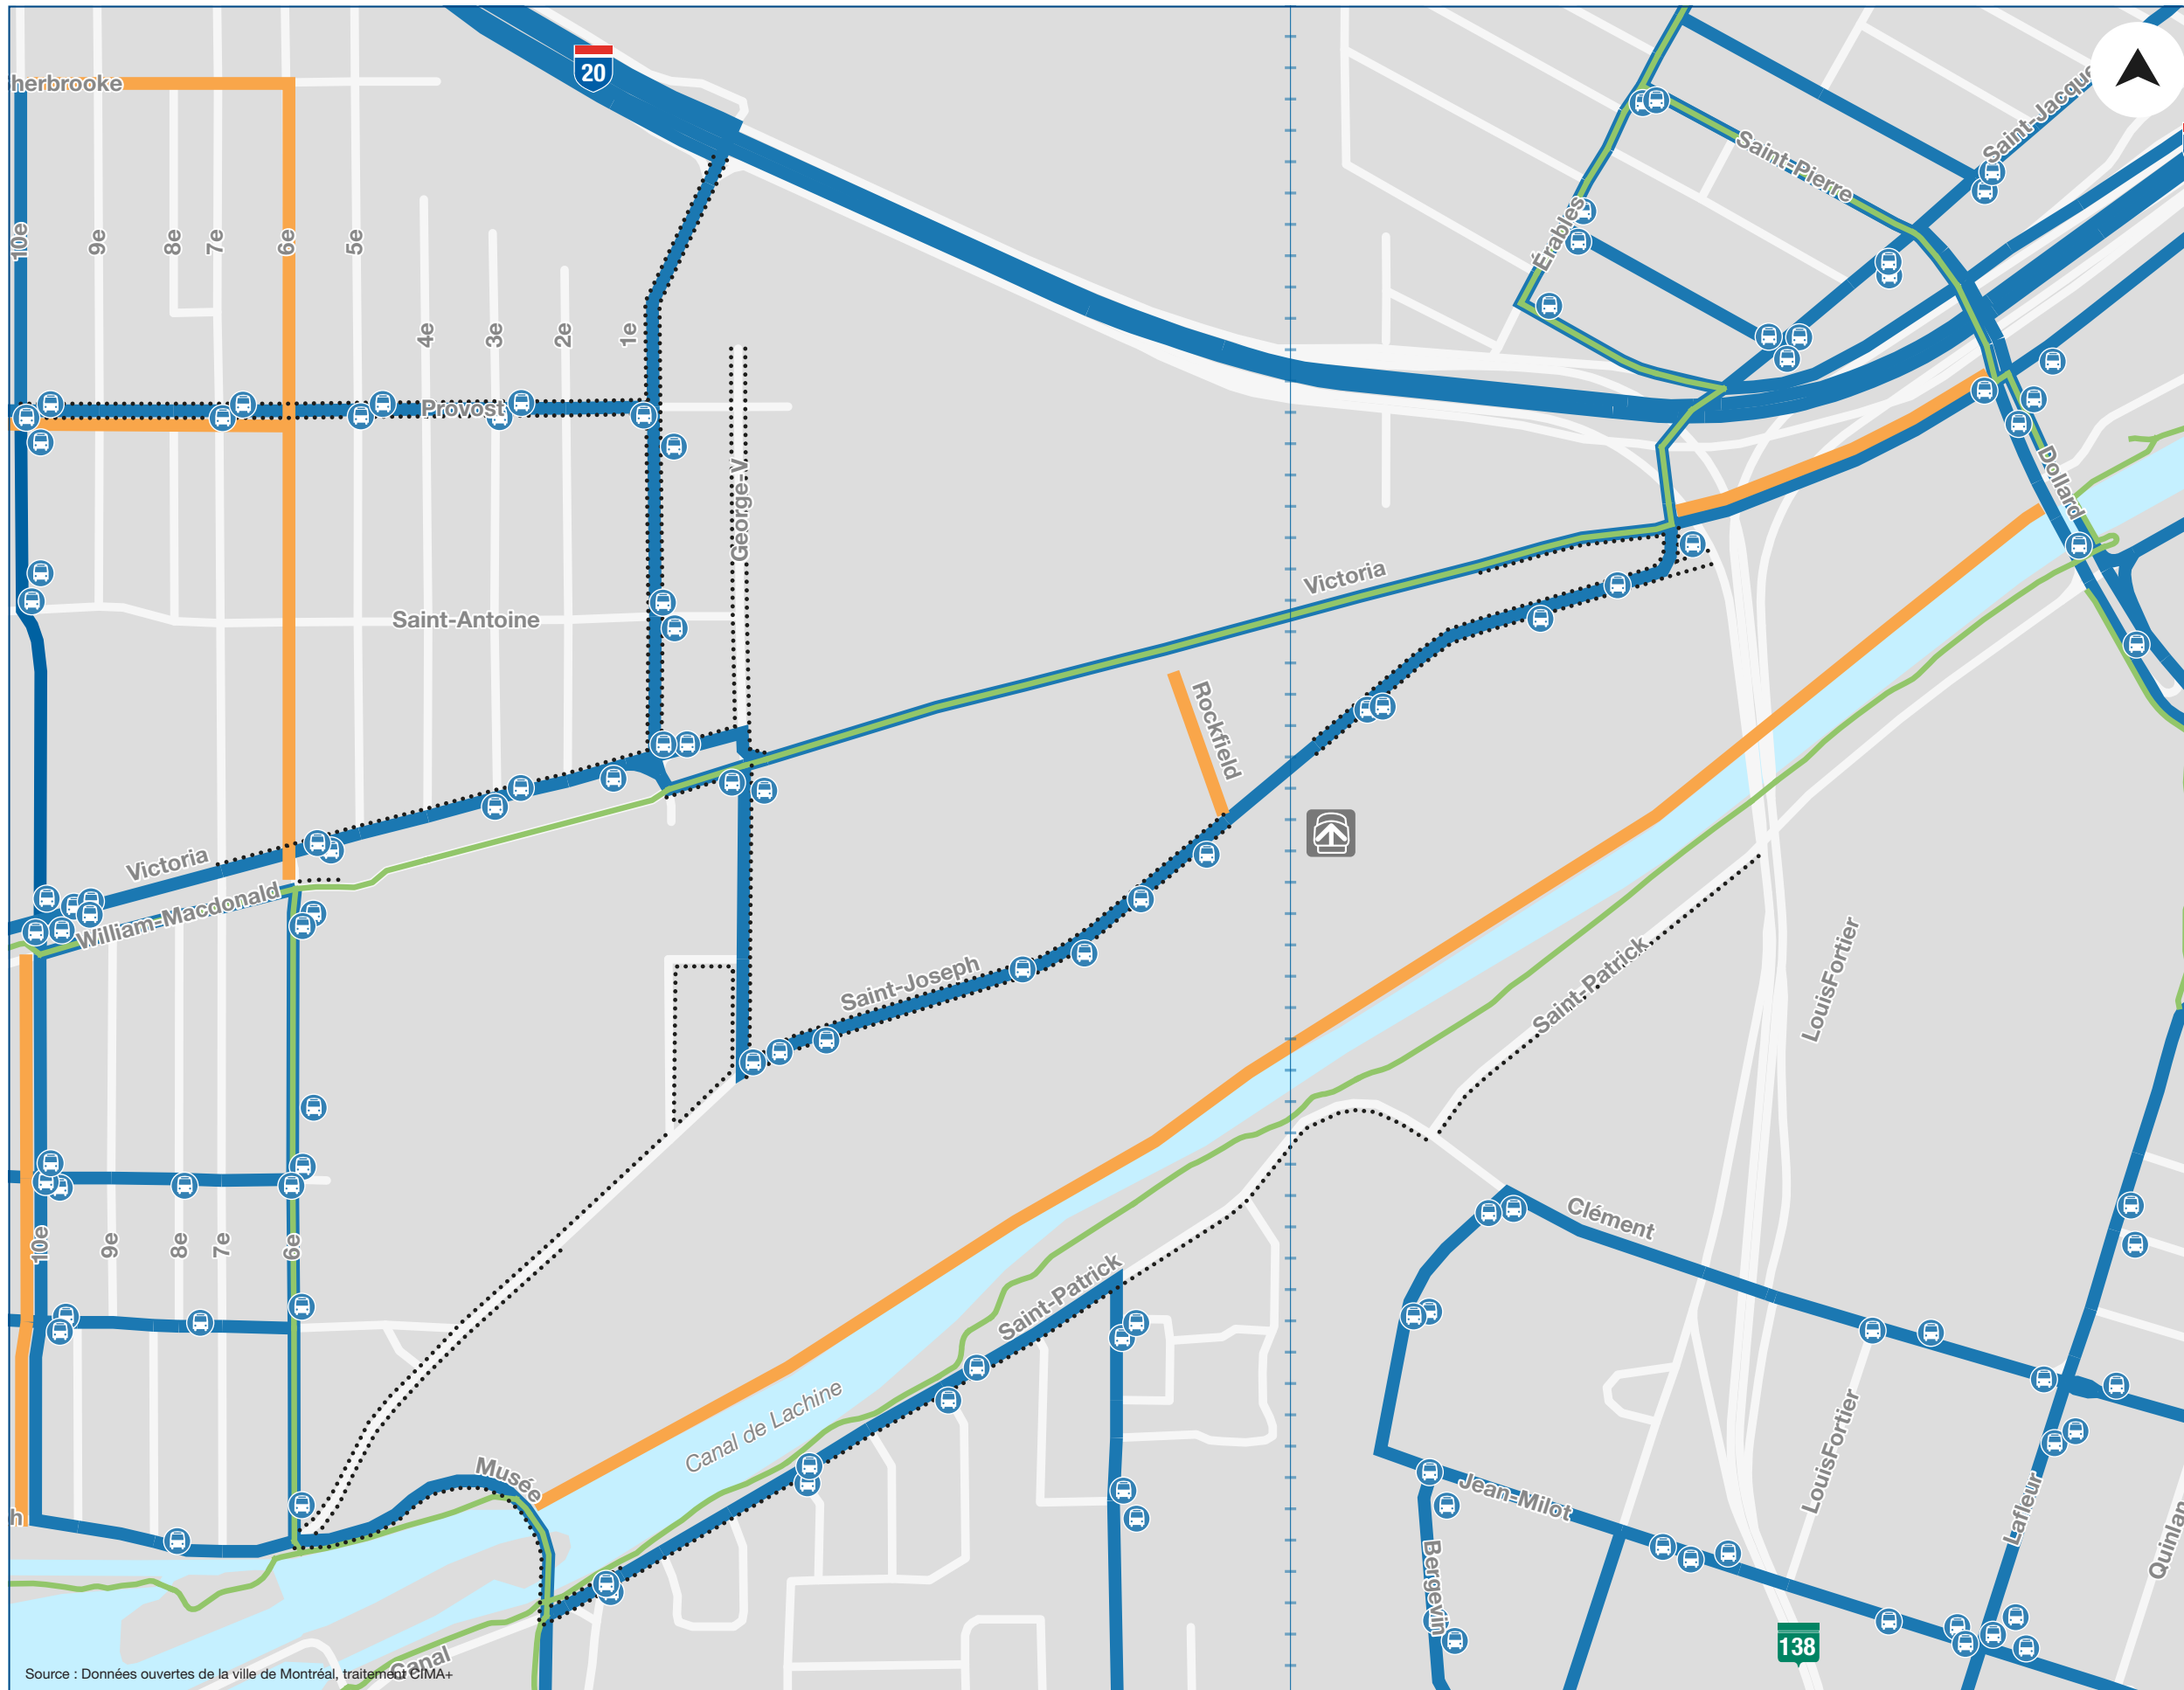 20
herbrooke
Saint-Jacque
Saint-Pierre
Érables
10e
9e
8e
7e
6e
5e
4e
3e
2e
1e
Provost
George-V
Dollard
Saint-Antoine
Victoria
Rockfield
Victoria
William-Macdonald
Saint-Joseph
Saint-Patrick
LouisFortier
Clément
10e
9e
8e
7e
6e
Saint-Patrick
Canal de Lachine
Musée
h
Jean-Milot
LouisFortier
Lafleur
Quinlan
Bergevin
138
Canal
Source : Données ouvertes de la ville de Montréal, traitement CIMA+